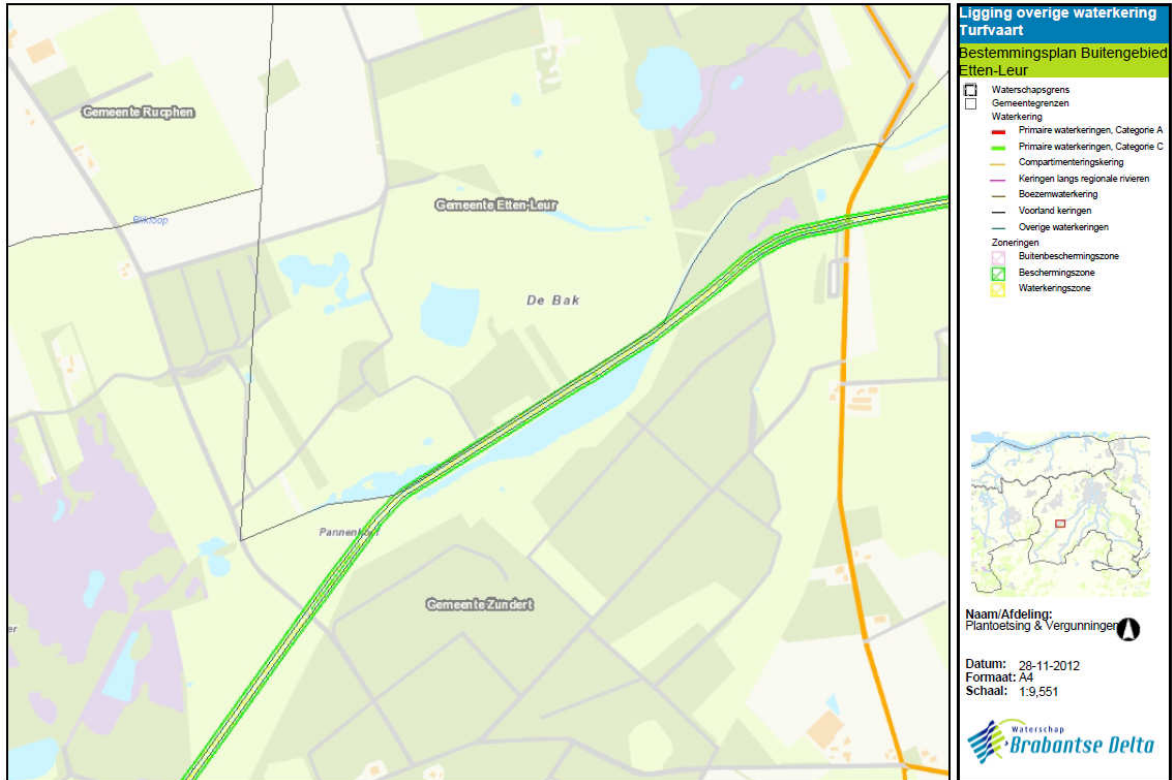 Gemeente Rucphen
Gemeente Etten-Leur
De Bak
Gemeente Zundert
Ligging overige waterkering
Turfvaart
Bestemmingsplan Buitengebied
Etten-Leur
Waterschapsgrens
Gemeentegrenzen
Waterkering
Primaire waterkeringen, Categorie A
Primaire waterkeringen, Categorie C
Compartimenteringskering
Keringen langs regionale rivieren
Boezemwaterkering
Voorland keringen
Overige waterkeringen
Zoneringen
Buitenbeschermingszone
Beschermingszone
Waterkeringszone
Naam/Afdeling:
Plantoetsing & Vergunningen
Datum: 28-11-2012
Formaat: A4
Schaal: 1:9,551
Waterschap
Brabantse Delta